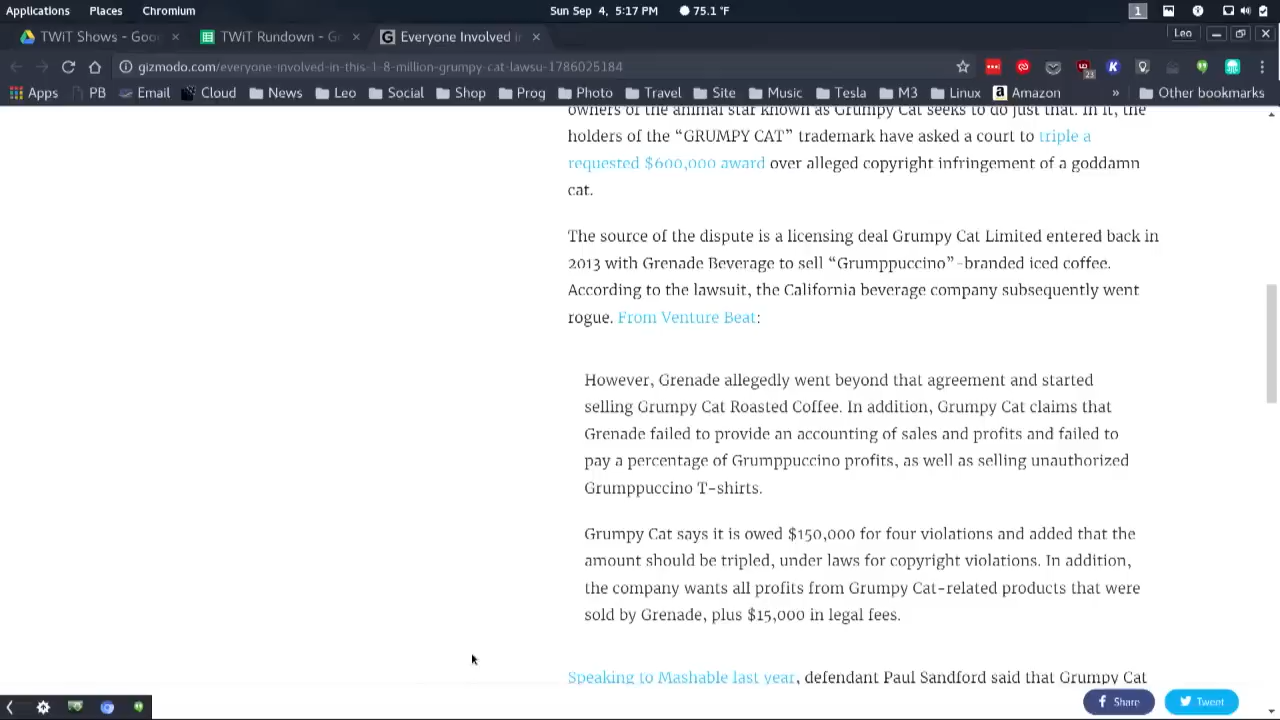 Applications Places Chromium Sun Sep 4, 5:17 PM 75.1 °F 1
TWiT Shows - Goo TWiT Rundown - G Everyone Involved in Leo
gizmodo.com/everyone-involved-in-this-1-8-million-grumpy-cat-lawsu-1786025184 23
Apps PB Email Cloud News Leo Social Shop Prog Photo Travel Site Music Tesla M3 Linux Amazon » Other bookmarks
owners of the animal star known as Grumpy Cat seeks to do just that. In it, the
holders of the “GRUMPY CAT” trademark have asked a court to triple a
requested $600,000 award over alleged copyright infringement of a goddamn
cat.
The source of the dispute is a licensing deal Grumpy Cat Limited entered back in
2013 with Grenade Beverage to sell “Grumppuccino”-branded iced coffee.
According to the lawsuit, the California beverage company subsequently went
rogue. From Venture Beat:
However, Grenade allegedly went beyond that agreement and started
selling Grumpy Cat Roasted Coffee. In addition, Grumpy Cat claims that
Grenade failed to provide an accounting of sales and profits and failed to
pay a percentage of Grumppuccino profits, as well as selling unauthorized
Grumppuccino T-shirts.
Grumpy Cat says it is owed $150,000 for four violations and added that the
amount should be tripled, under laws for copyright violations. In addition,
the company wants all profits from Grumpy Cat-related products that were
sold by Grenade, plus $15,000 in legal fees.
Speaking to Mashable last year, defendant Paul Sandford said that Grumpy Cat
Share Tweet